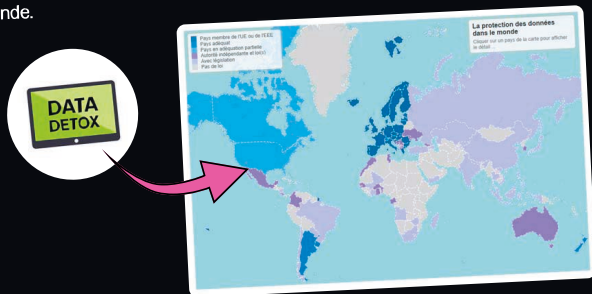 nde.
DATA
DETOX
Pays membre de l'UE ou de l'EEE
Pays adéquat
Pays en adéquation partielle
Autorité indépendante et loi(s)
Avec législation
Pas de loi
La protection des données
dans le monde
Cliquer sur un pays de la carte pour afficher
le détail